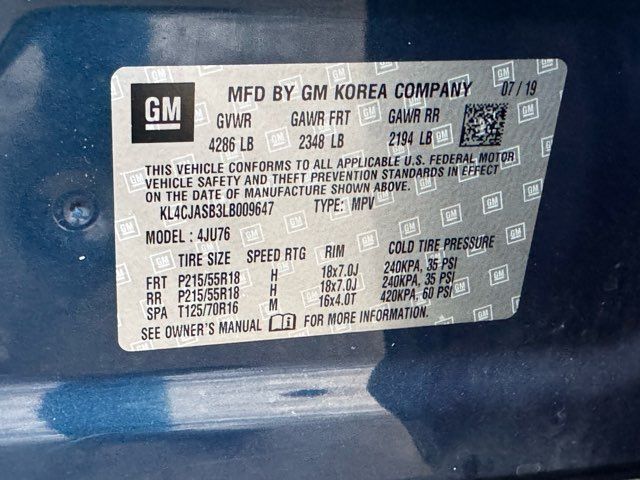 GM
MFD BY GM KOREA COMPANY 07/19
GVWR GAWR FRT GAWR RR
4286 LB 2348 LB 2194 LB
THIS VEHICLE CONFORMS TO ALL APPLICABLE U.S. FEDERAL MOTOR
VEHICLE SAFETY AND THEFT PREVENTION STANDARDS IN EFFECT
ON THE DATE OF MANUFACTURE SHOWN ABOVE.
KL4CJASB3LB009647 TYPE: MPV
MODEL : 4JU76
TIRE SIZE SPEED RTG RIM COLD TIRE PRESSURE
FRT P215/55R18 H 18x7.0J 240KPA, 35 PSI
RR P215/55R18 H 18x7.0J 240KPA, 35 PSI
SPA T125/70R16 M 16x4.0T 420KPA, 60 PSI
SEE OWNER'S MANUAL FOR MORE INFORMATION.